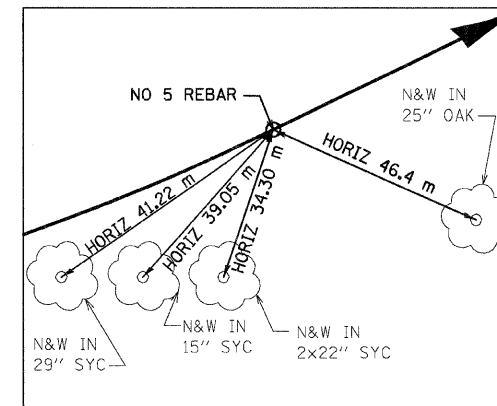 NO 5 REBAR
N&W IN
25" OAK
HORIZ 46.4 m
HORIZ 41.22 m
HORIZ 39.05 m
HORIZ 34.30 m
N&W IN
29" SYC
N&W IN
15" SYC
N&W IN
2x22" SYC